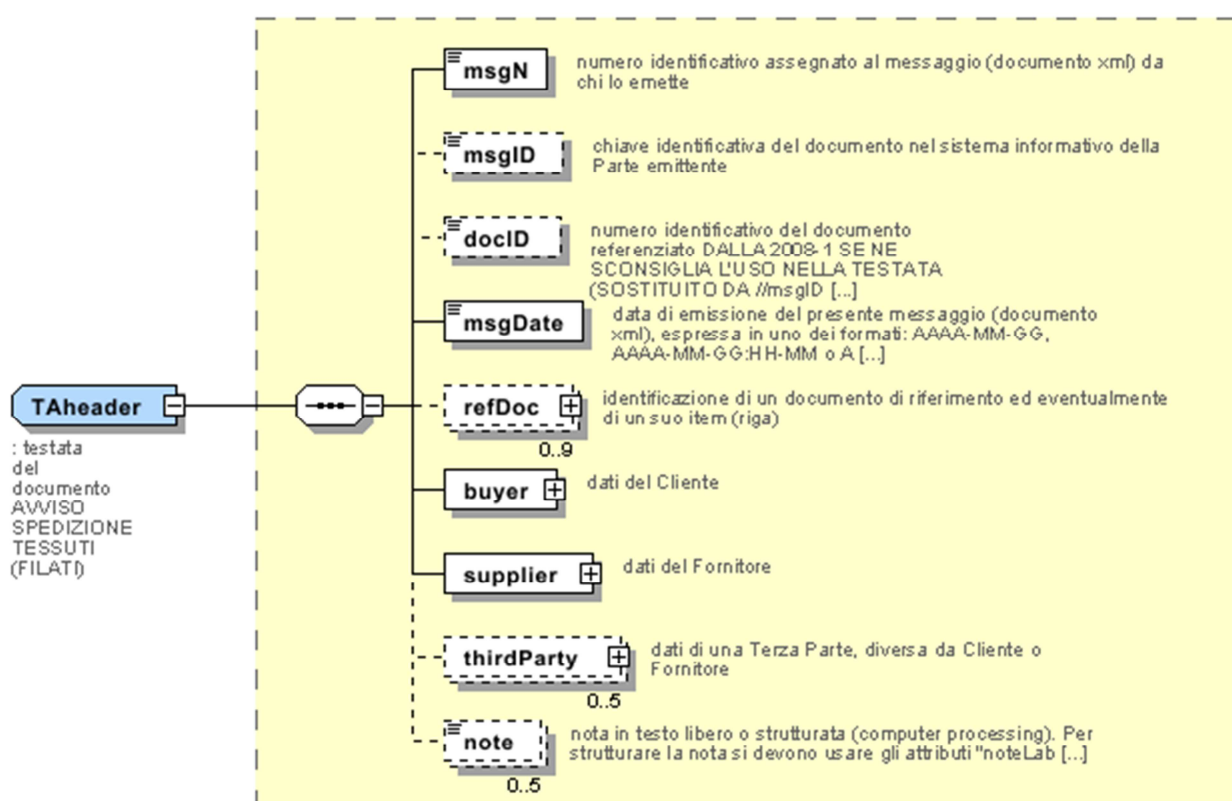 msgN
numero identificativo assegnato al messaggio (documento xml) da
chi lo emette
msgID
chiave identificativa del documento nel sistema informativo della
Parte emittente
docID
numero identificativo del documento
referenziato DALLA 2008-1 SE NE
SCONSIGLIA L'USO NELLA TESTATA
(SOSTITUITO DA //msgID [...]
msgDate
data di emissione del presente messaggio (documento
xml), espressa in uno dei formati: AAAA-MM-GG,
AAAA-MM-GG:HH-MM o A [...]
TAheader
: testata
del
documento
AVVISO
SPEDIZIONE
TESSUTI
(FILATI)
refDoc
identificazione di un documento di riferimento ed eventualmente
di un suo item (riga)
0..9
buyer
dati del Cliente
supplier
dati del Fornitore
thirdParty
dati di una Terza Parte, diversa da Cliente o
Fornitore
0..5
note
nota in testo libero o strutturata (computer processing). Per
strutturare la nota si devono usare gli attributi "noteLab [...]
0..5